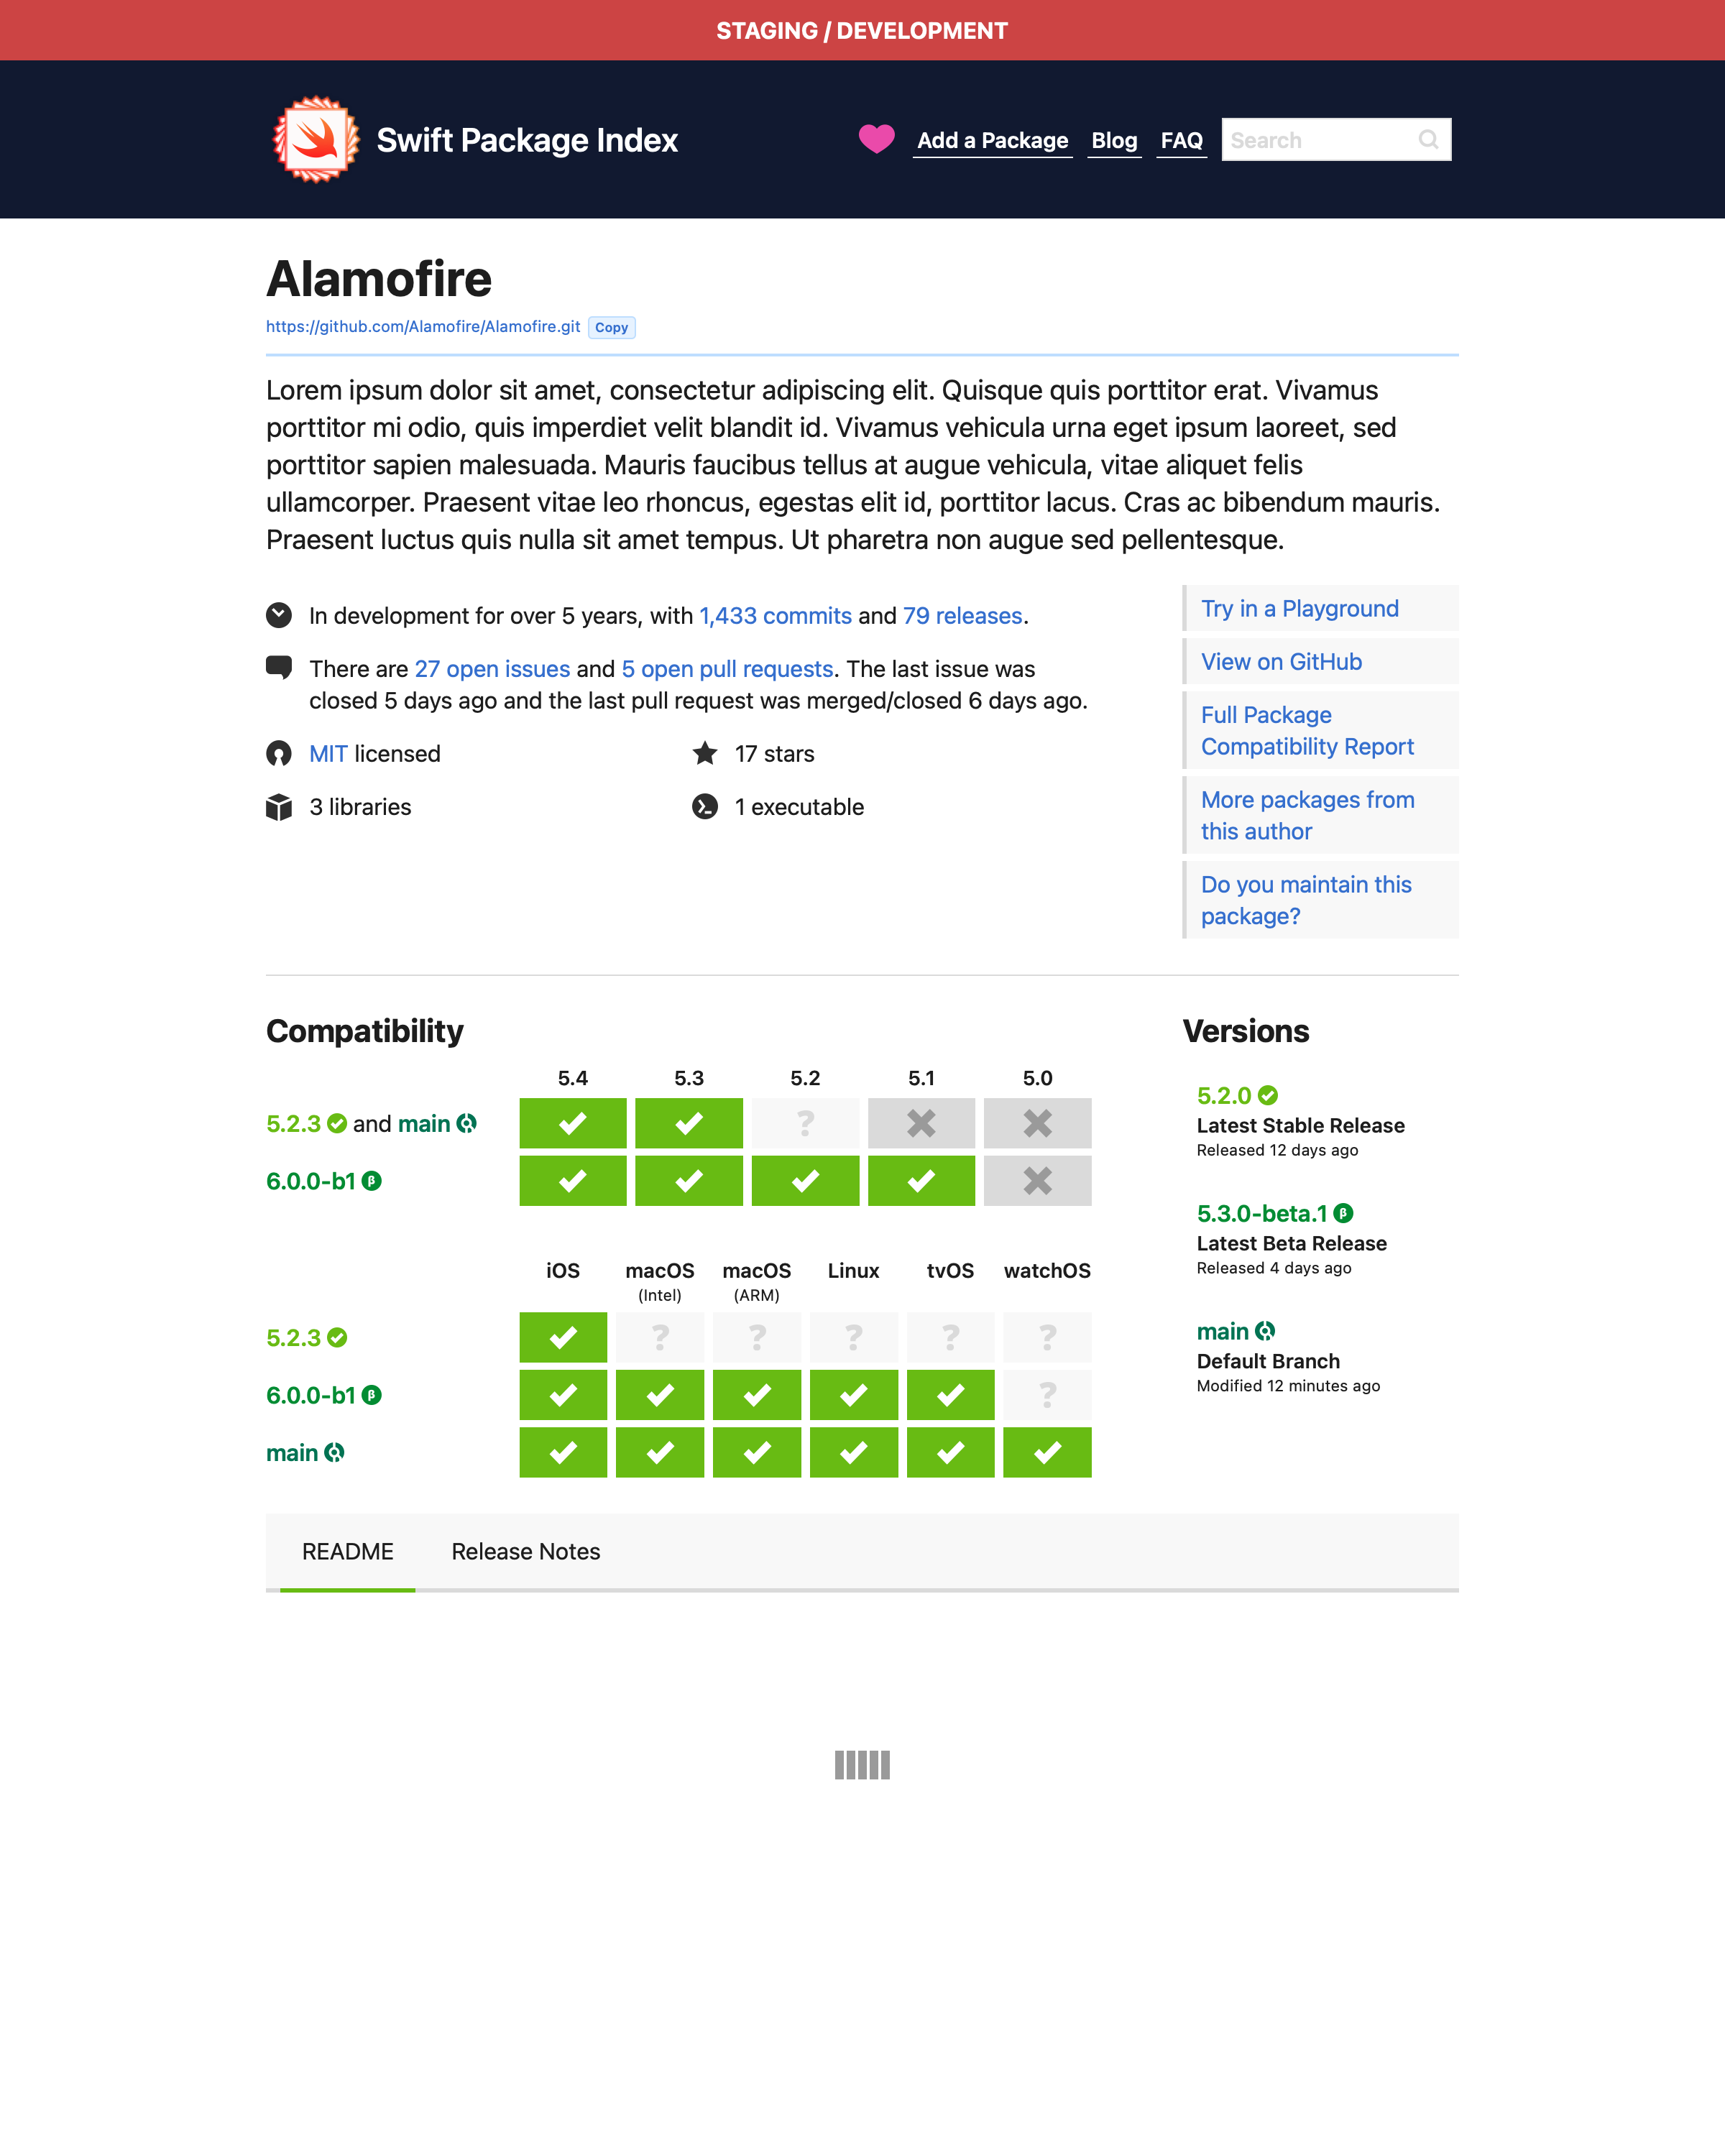 STAGING / DEVELOPMENT
Swift Package Index
Add a Package Blog FAQ Search
Alamofire
https://github.com/Alamofire/Alamofire.git Copy
Lorem ipsum dolor sit amet, consectetur adipiscing elit. Quisque quis porttitor erat. Vivamus
porttitor mi odio, quis imperdiet velit blandit id. Vivamus vehicula urna eget ipsum laoreet, sed
porttitor sapien malesuada. Mauris faucibus tellus at augue vehicula, vitae aliquet felis
ullamcorper. Praesent vitae leo rhoncus, egestas elit id, porttitor lacus. Cras ac bibendum mauris.
Praesent luctus quis nulla sit amet tempus. Ut pharetra non augue sed pellentesque.
In development for over 5 years, with 1,433 commits and 79 releases.
There are 27 open issues and 5 open pull requests. The last issue was
closed 5 days ago and the last pull request was merged/closed 6 days ago.
MIT licensed
17 stars
3 libraries
1 executable
Try in a Playground
View on GitHub
Full Package
Compatibility Report
More packages from
this author
Do you maintain this
package?
Compatibility
5.4 5.3 5.2 5.1 5.0
5.2.3 and main ?
6.0.0-b1 β
iOS macOS macOS Linux tvOS watchOS
(Intel) (ARM)
5.2.3 ? ? ? ? ?
6.0.0-b1 β ?
main
Versions
5.2.0
Latest Stable Release
Released 12 days ago
5.3.0-beta.1 β
Latest Beta Release
Released 4 days ago
main
Default Branch
Modified 12 minutes ago
README Release Notes